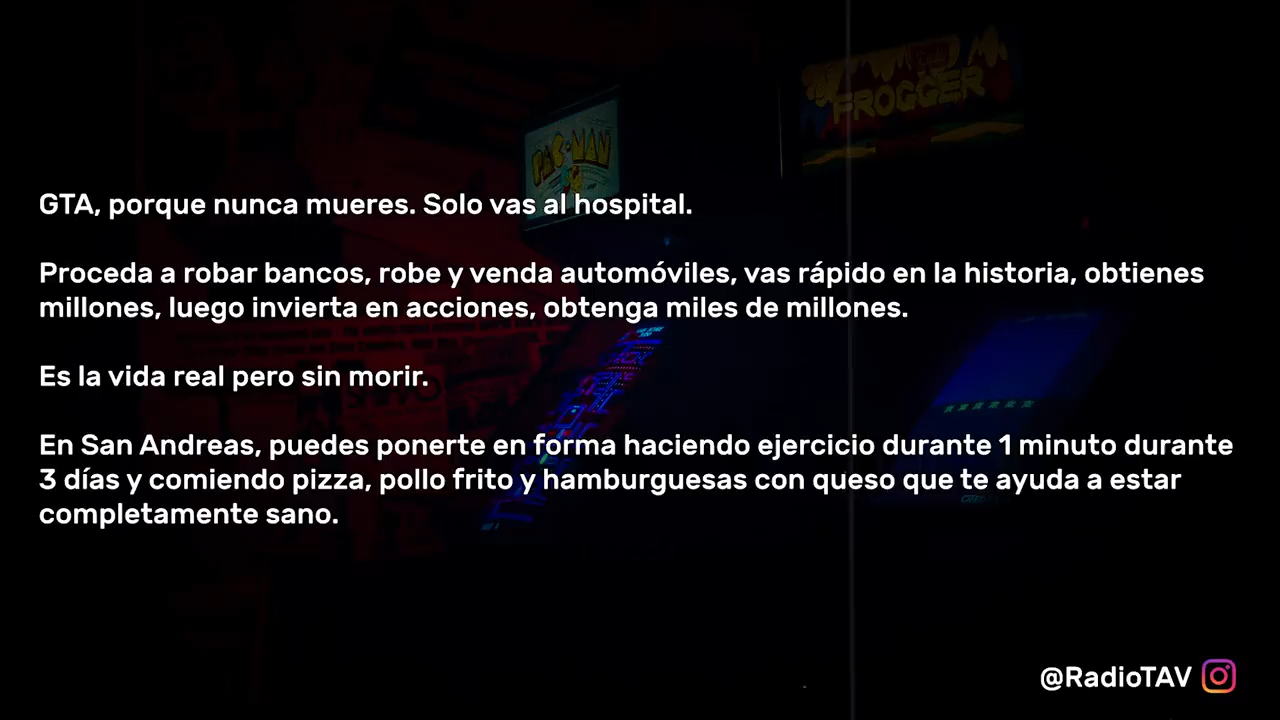 PAC-MAN
FROGGER
GTA, porque nunca mueres. Solo vas al hospital.
Proceda a robar bancos, robe y venda automóviles, vas rápido en la historia, obtienes
millones, luego invierta en acciones, obtenga miles de millones.
Es la vida real pero sin morir.
En San Andreas, puedes ponerte en forma haciendo ejercicio durante 1 minuto durante
3 días y comiendo pizza, pollo frito y hamburguesas con queso que te ayuda a estar
completamente sano.
@RadioTAV